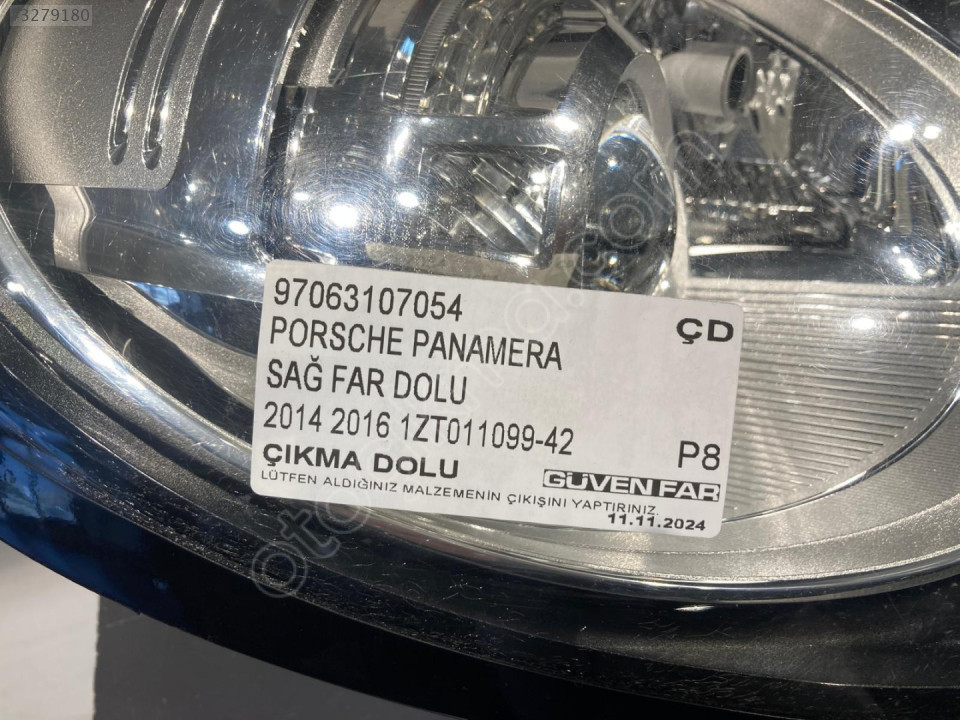 73279180
97063107054 ÇD
PORSCHE PANAMERA
SAĞ FAR DOLU
2014 2016 1ZT011099-42 P8
ÇIKMA DOLU GÜVEN FAR
LÜTFEN ALDIĞINIZ MALZEMENİN ÇIKIŞINI YAPTIRINIZ.
11.11.2024